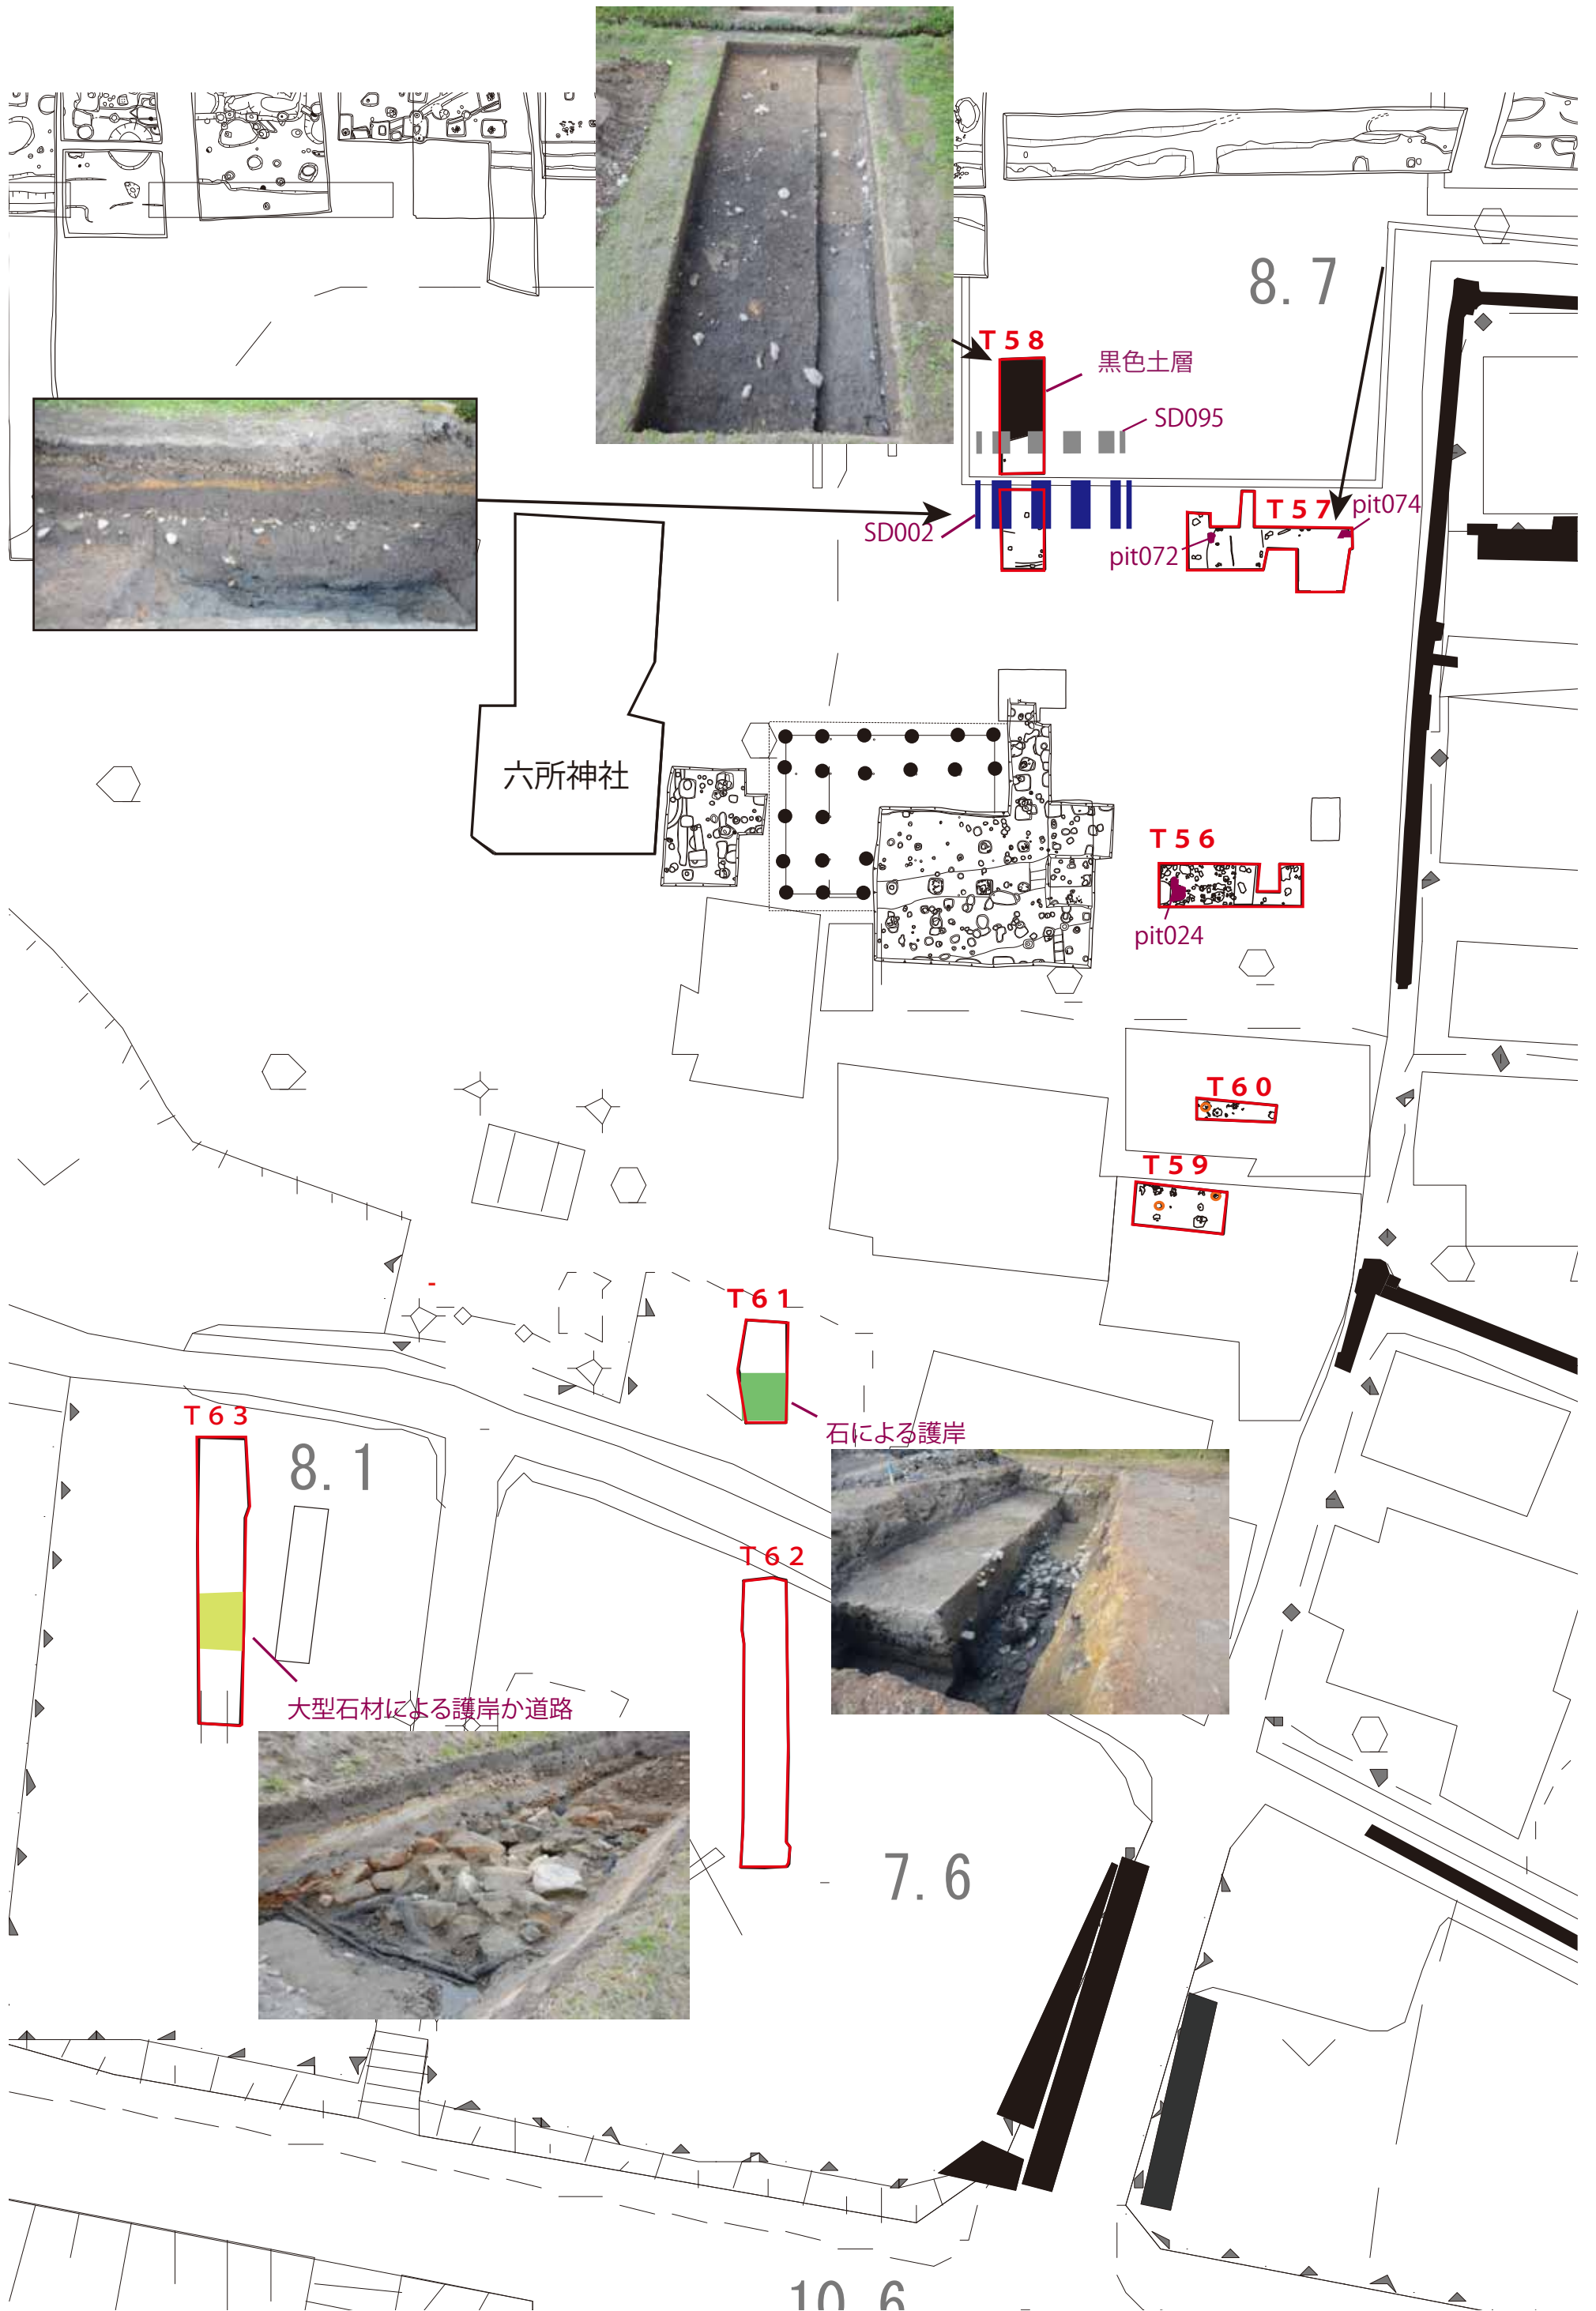 8.7
T58
黒色土層
SD095
T57
pit074
SD002
pit072
六所神社
T56
pit024
T60
T59
T61
石による護岸
T63
8.1
T62
大型石材による護岸か道路
7.6
10.6